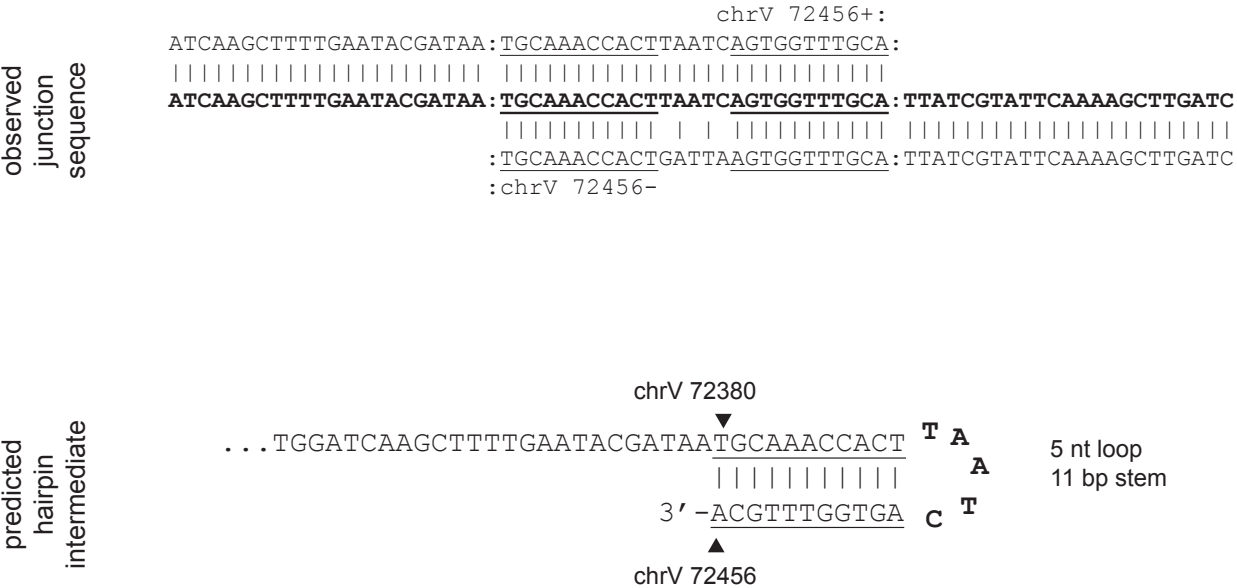 chrV 72456+:
ATCAAGCTTTTGAATACGATAA:TGCAAACCACTTAATCAGTGGTTTGCA:
observed junction sequence
ATCAAGCTTTTGAATACGATAA:TGCAAACCACTTAATCAGTGGTTTGCA:TTATCGTATTCAAAAGCTTGATC
:TGCAAACCACTGATTAAGTGGTTTGCA:TTATCGTATTCAAAAGCTTGATC
:chrV 72456-
chrV 72380
predicted hairpin intermediate
...TGGATCAAGCTTTTGAATACGATAATGCAAACCACT T A A T C
5 nt loop
11 bp stem
3′-ACGTTTGGTGA
chrV 72456